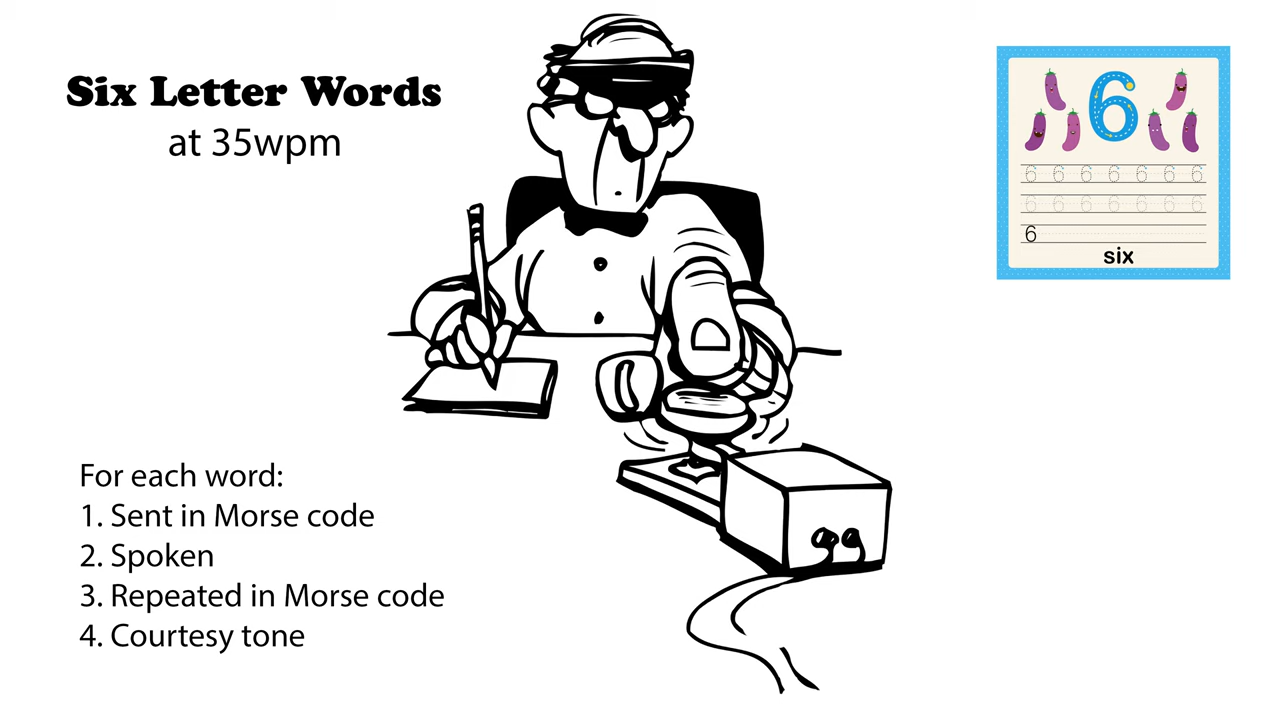 Six Letter Words
at 35wpm
6
6 6 6 6 6 6 6
6 6 6 6 6 6 6
6
six
For each word:
1. Sent in Morse code
2. Spoken
3. Repeated in Morse code
4. Courtesy tone